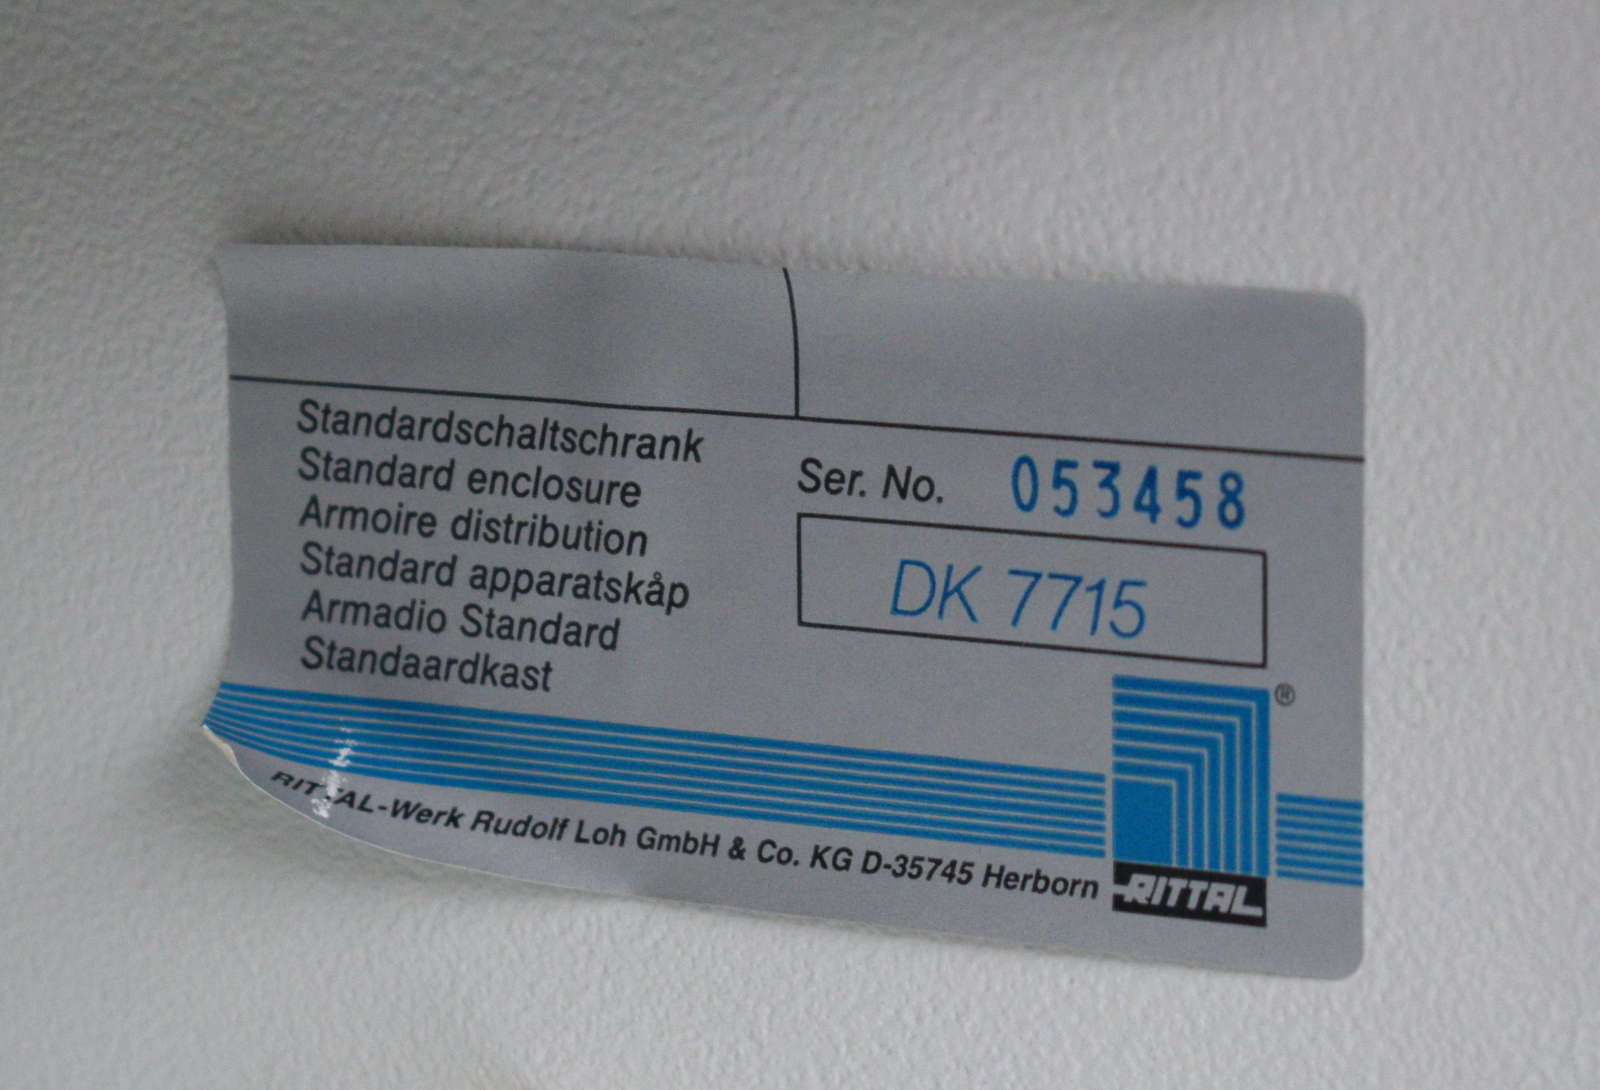 Standardschaltschrank
Standard enclosure
Armoire distribution
Standard apparatskåp
Armadio Standard
Standaardkast
Ser. No. 053458
DK 7715
®
RITTAL-Werk Rudolf Loh GmbH & Co. KG D-35745 Herborn
RITTAL